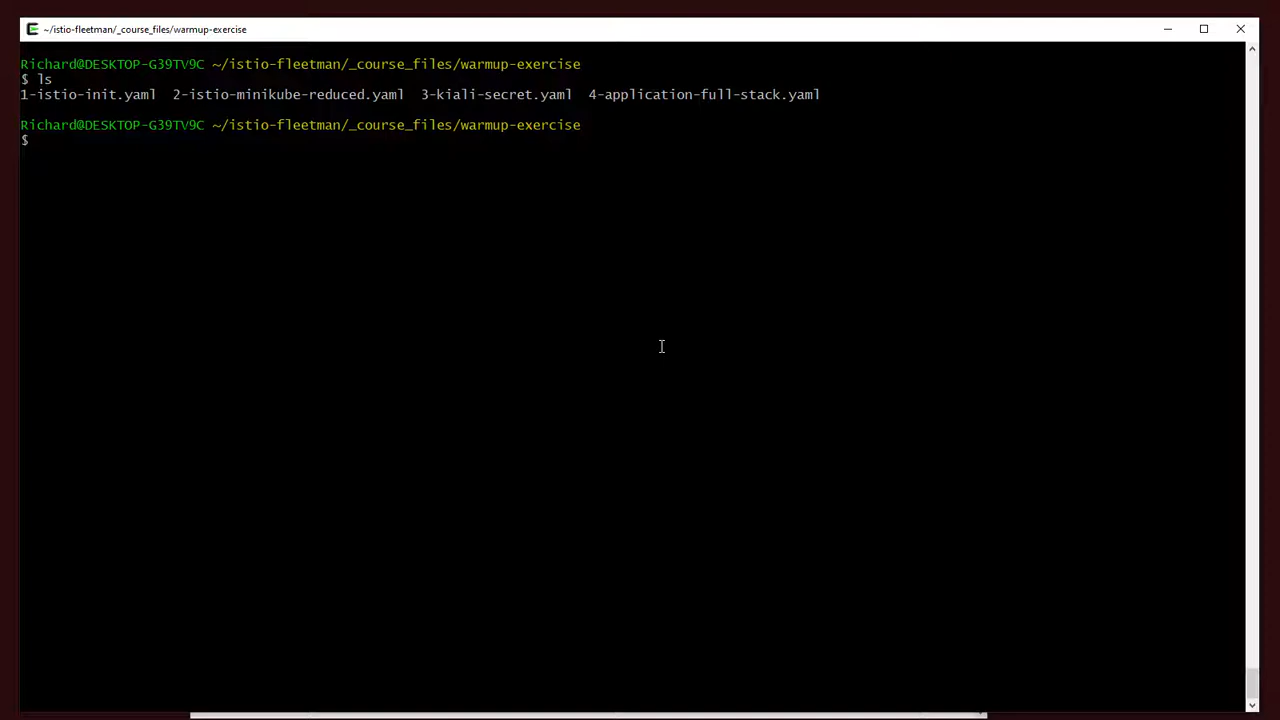 ~/istio-fleetman/_course_files/warmup-exercise
Richard@DESKTOP-G39TV9C ~/istio-fleetman/_course_files/warmup-exercise
$ ls
1-istio-init.yaml  2-istio-minikube-reduced.yaml  3-kiali-secret.yaml  4-application-full-stack.yaml
Richard@DESKTOP-G39TV9C ~/istio-fleetman/_course_files/warmup-exercise
$